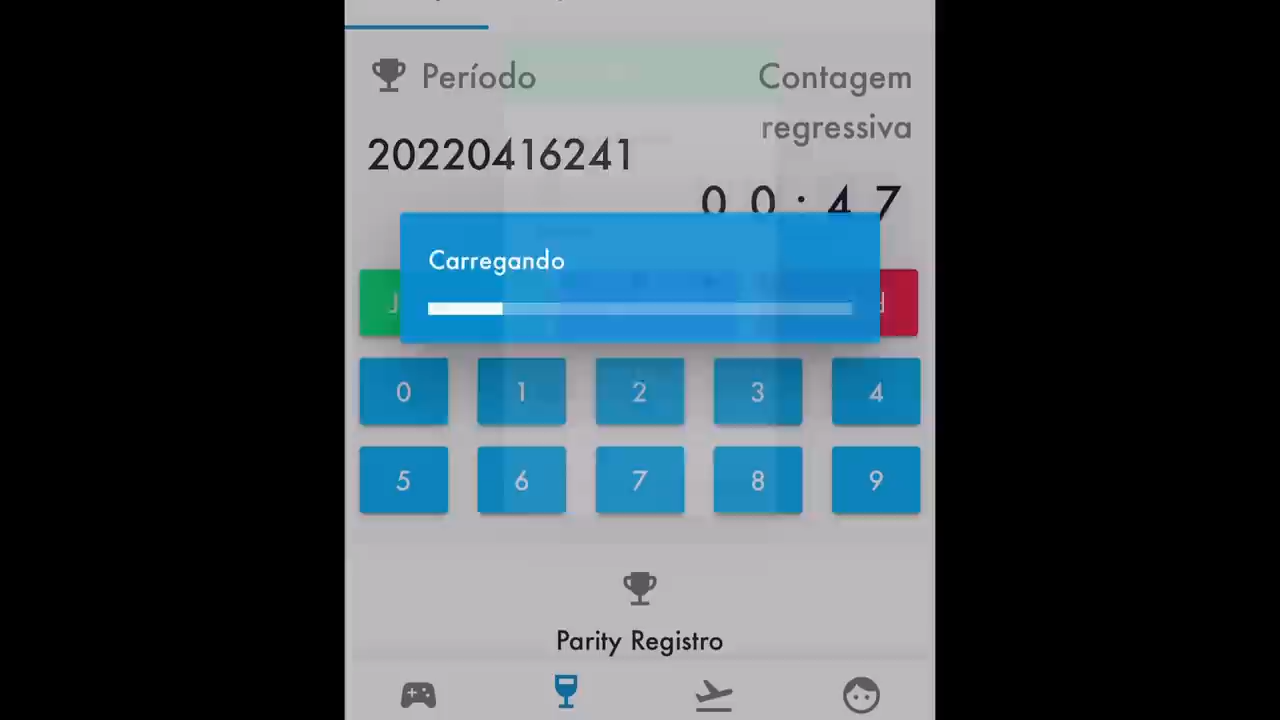 Período
Contagem
regressiva
20220416241
00:47
Carregando
0 1 2 3 4
5 6 7 8 9
Parity Registro